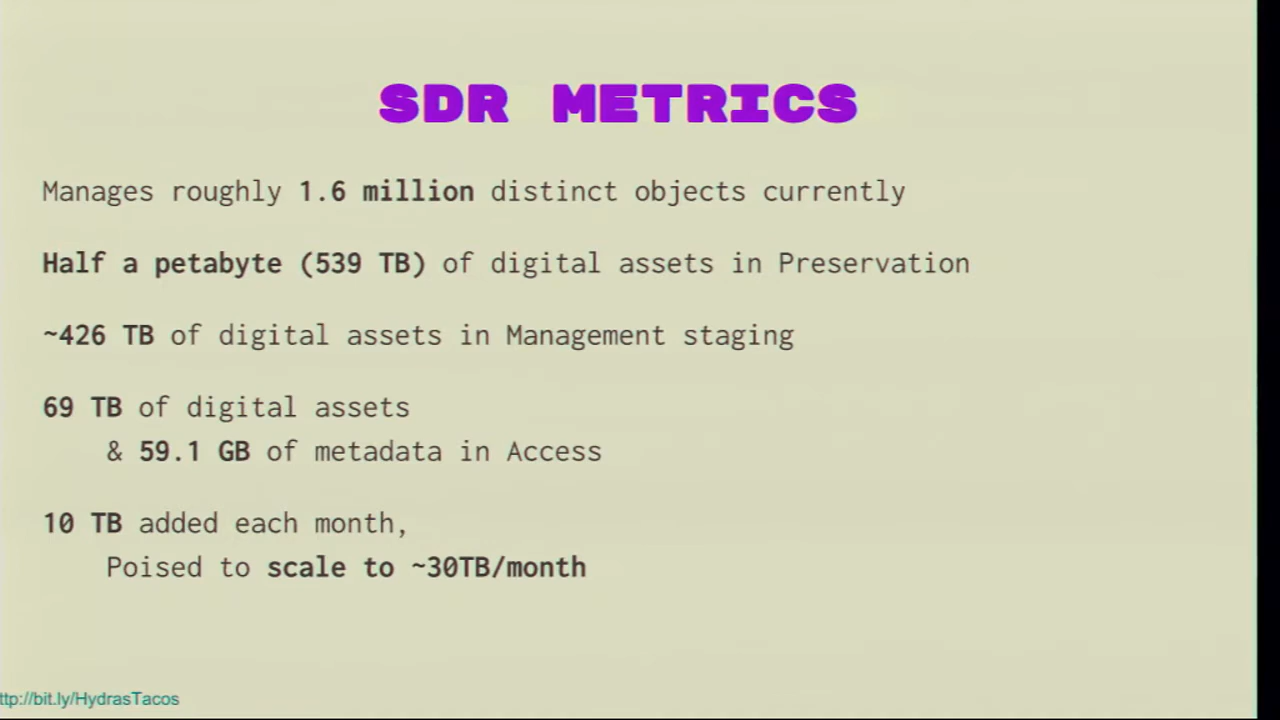 SDR METRICS
Manages roughly 1.6 million distinct objects currently
Half a petabyte (539 TB) of digital assets in Preservation
~426 TB of digital assets in Management staging
69 TB of digital assets
& 59.1 GB of metadata in Access
10 TB added each month,
Poised to scale to ~30TB/month
ttp://bit.ly/HydrasTacos